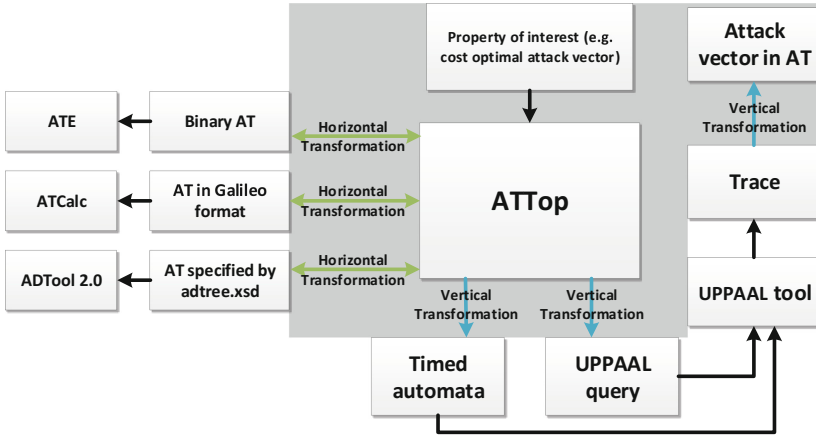 Property of interest (e.g.
cost optimal attack vector)
Attack
vector in AT
Vertical
Transformation
ATE
Binary AT
Horizontal
Transformation
ATTop
Trace
ATCalc
AT in Galileo
format
Horizontal
Transformation
ADTool 2.0
AT specified by
adtree.xsd
Horizontal
Transformation
Vertical
Transformation
Vertical
Transformation
UPPAAL tool
Timed
automata
UPPAAL
query